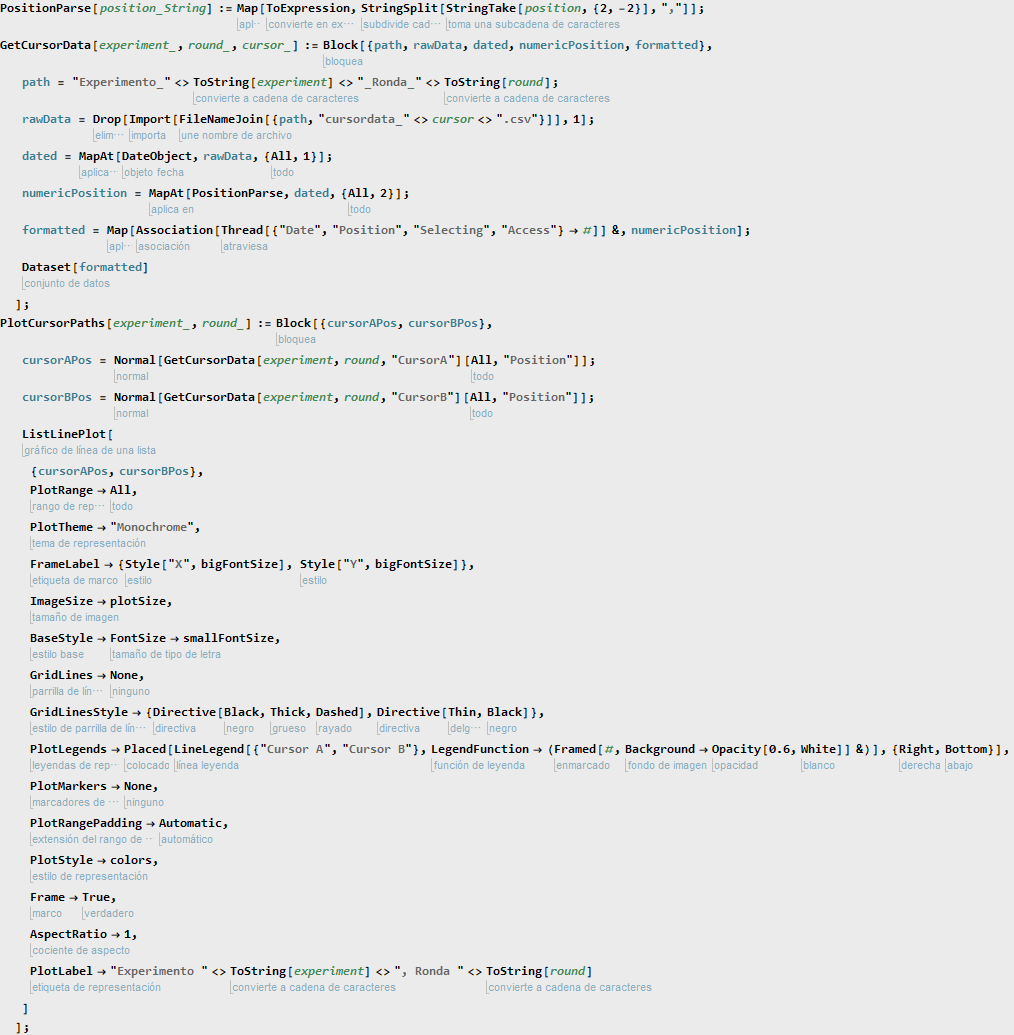 PositionParse[position_String] := Map[ToExpression, StringSplit[StringTake[position, {2, -2}], ","]];
apl⋯ convierte en ex⋯ subdivide cad⋯ toma una subcadena de caracteres
GetCursorData[experiment_, round_, cursor_] := Block[{path, rawData, dated, numericPosition, formatted},
bloquea
path = "Experimento_" <> ToString[experiment] <> "_Ronda_" <> ToString[round];
convierte a cadena de caracteres convierte a cadena de caracteres
rawData = Drop[Import[FileNameJoin[{path, "cursordata_" <> cursor <> ".csv"}]], 1];
elim⋯ importa une nombre de archivo
dated = MapAt[DateObject, rawData, {All, 1}];
aplica⋯ objeto fecha todo
numericPosition = MapAt[PositionParse, dated, {All, 2}];
aplica en todo
formatted = Map[Association[Thread[{"Date", "Position", "Selecting", "Access"} → #]] &, numericPosition];
apl⋯ asociación atraviesa
Dataset[formatted]
conjunto de datos
];
PlotCursorPaths[experiment_, round_] := Block[{cursorAPos, cursorBPos},
bloquea
cursorAPos = Normal[GetCursorData[experiment, round, "CursorA"][All, "Position"]];
normal todo
cursorBPos = Normal[GetCursorData[experiment, round, "CursorB"][All, "Position"]];
normal todo
ListLinePlot[
gráfico de línea de una lista
{cursorAPos, cursorBPos},
PlotRange → All,
rango de rep⋯ todo
PlotTheme → "Monochrome",
tema de representación
FrameLabel → {Style["X", bigFontSize], Style["Y", bigFontSize]},
etiqueta de marco estilo estilo
ImageSize → plotSize,
tamaño de imagen
BaseStyle → FontSize → smallFontSize,
estilo base tamaño de tipo de letra
GridLines → None,
parrilla de lín⋯ ninguno
GridLinesStyle → {Directive[Black, Thick, Dashed], Directive[Thin, Black]},
estilo de parrilla de lín⋯ directiva negro grueso rayado directiva delg⋯ negro
PlotLegends → Placed[LineLegend[{"Cursor A", "Cursor B"}, LegendFunction → (Framed[#, Background → Opacity[0.6, White]] &)], {Right, Bottom}],
leyendas de rep⋯ colocado línea leyenda función de leyenda enmarcado fondo de imagen opacidad blanco derecha abajo
PlotMarkers → None,
marcadores de ⋯ ninguno
PlotRangePadding → Automatic,
extensión del rango de ⋯ automático
PlotStyle → colors,
estilo de representación
Frame → True,
marco verdadero
AspectRatio → 1,
cociente de aspecto
PlotLabel → "Experimento " <> ToString[experiment] <> ", Ronda " <> ToString[round]
etiqueta de representación convierte a cadena de caracteres convierte a cadena de caracteres
]
];